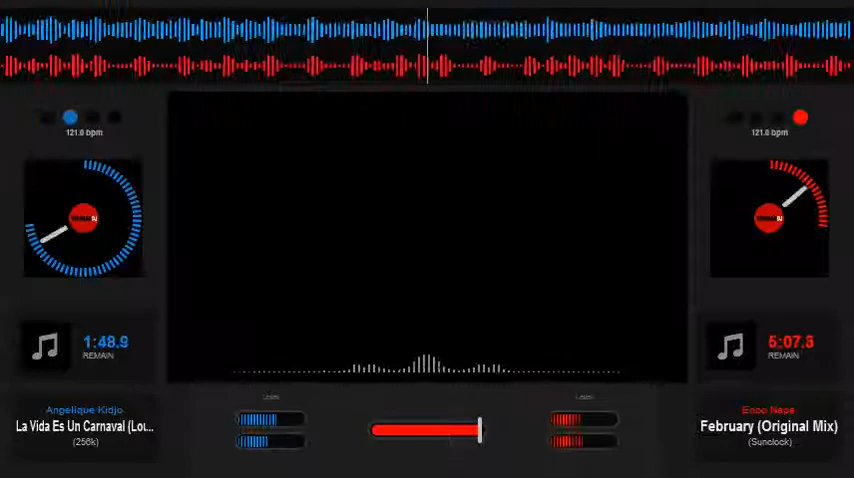 121.0 bpm
121.0 bpm
1:48.9
REMAIN
5:07.5
REMAIN
Angelique Kidjo
La Vida Es Un Carnaval (Lou...
(256k)
Enoo Napa
February (Original Mix)
(Sunclock)